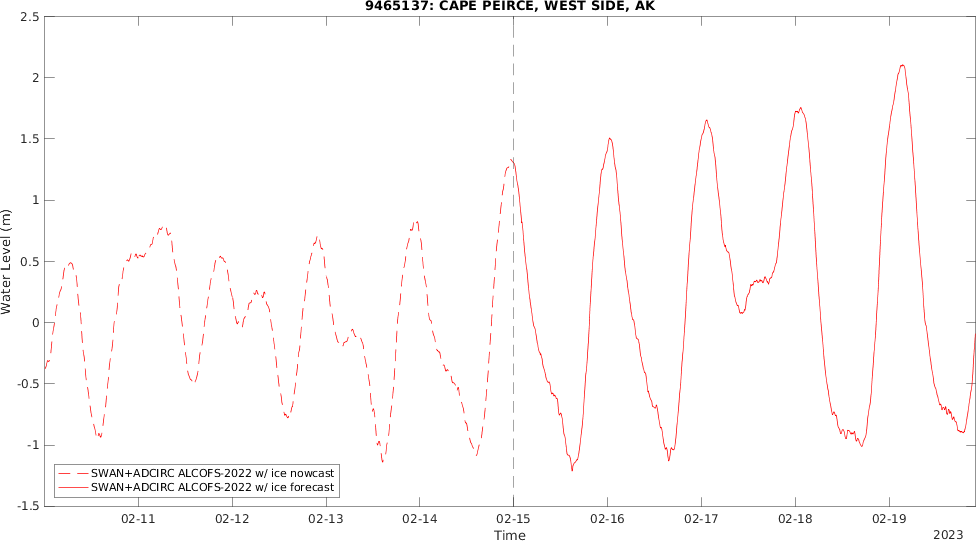 9465137: CAPE PEIRCE, WEST SIDE, AK
2.5
2
1.5
1
0.5
0
-0.5
-1
-1.5
Water Level (m)
SWAN+ADCIRC ALCOFS-2022 w/ ice nowcast
SWAN+ADCIRC ALCOFS-2022 w/ ice forecast
02-11 02-12 02-13 02-14 02-15 02-16 02-17 02-18 02-19
Time
2023